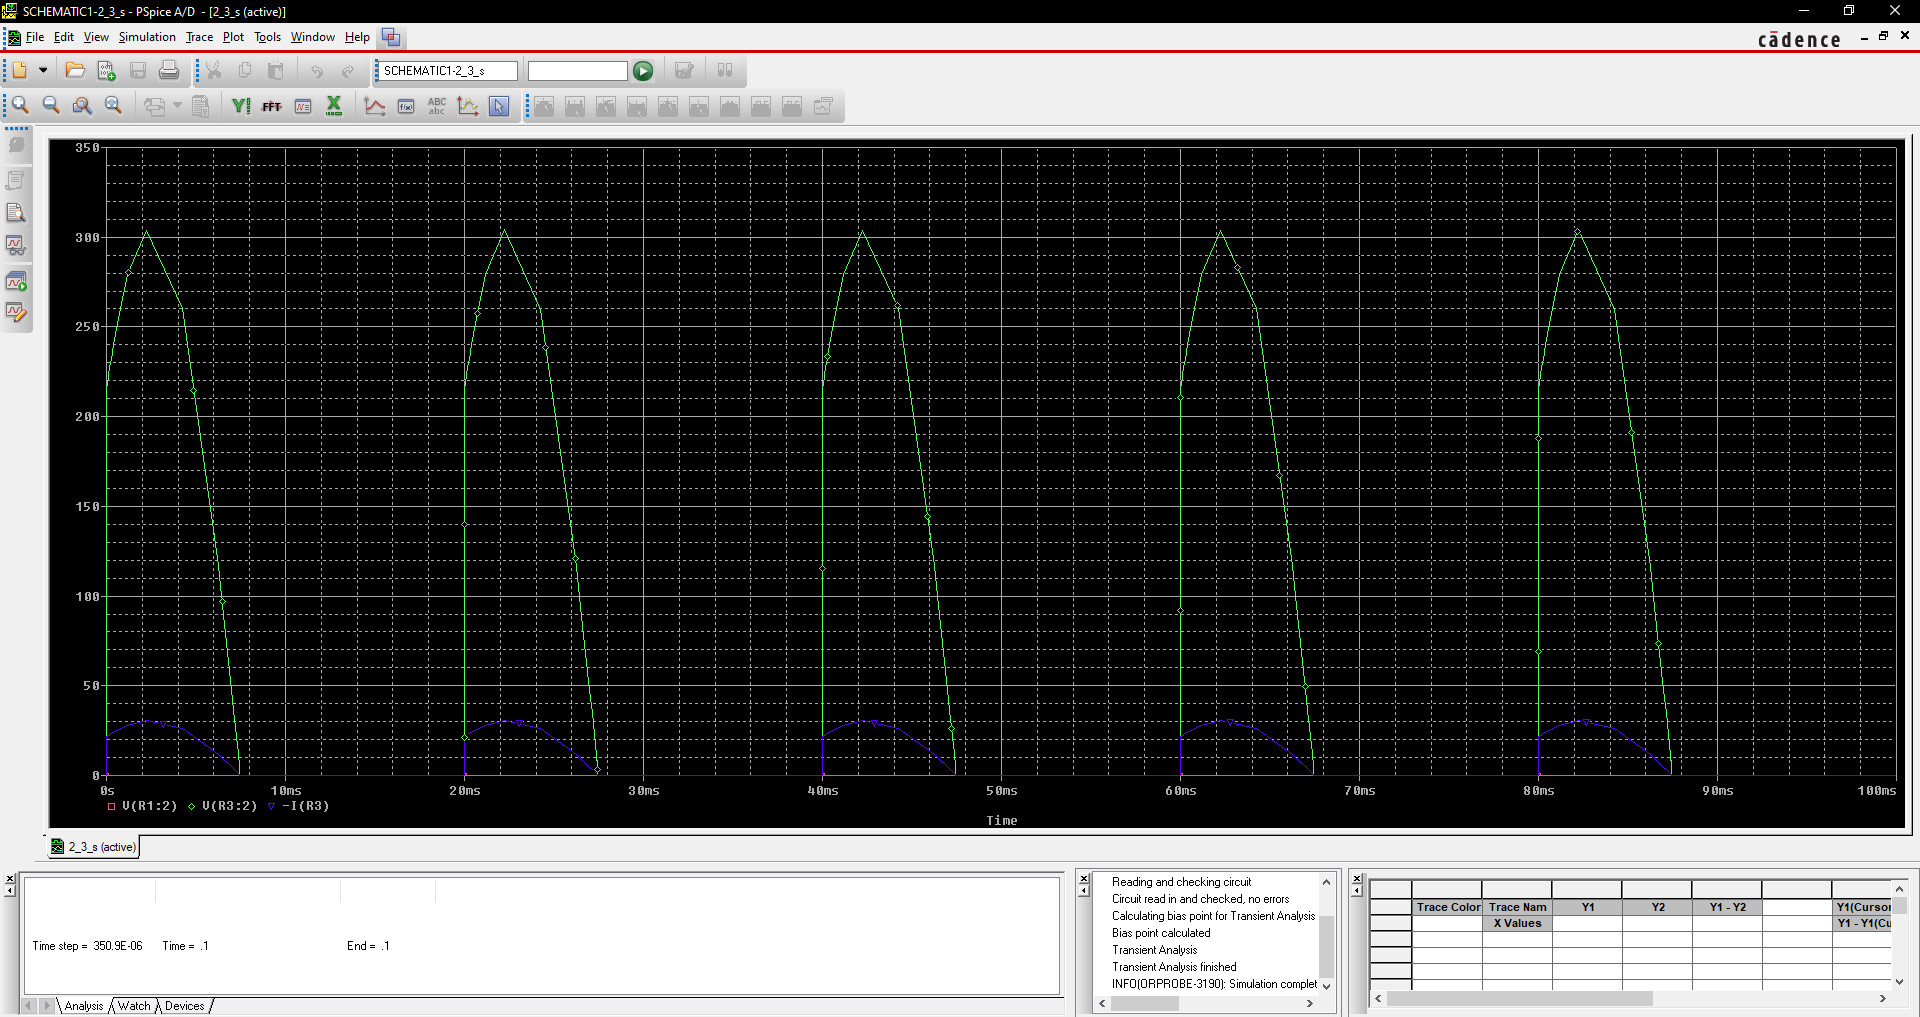 SCHEMATIC1-2_3_s - PSpice A/D - [2_3_s (active)]
File Edit View Simulation Trace Plot Tools Window Help
cādence
SCHEMATIC1-2_3_s
FFT
ABC
abc
350
300
250
200
150
100
50
0
0s 10ms 20ms 30ms 40ms 50ms 60ms 70ms 80ms 90ms 100ms
V(R1:2) V(R3:2) -I(R3)
Time
2_3_s (active)
Time step = 350.9E-06 Time = .1 End = .1
Analysis Watch Devices
Reading and checking circuit
Circuit read in and checked, no errors
Calculating bias point for Transient Analysis
Bias point calculated
Transient Analysis
Transient Analysis finished
INFO(ORPROBE-3190): Simulation complet
Trace Color Trace Nam Y1 Y2 Y1 - Y2 Y1(Cursor
X Values Y1 - Y1(Cu